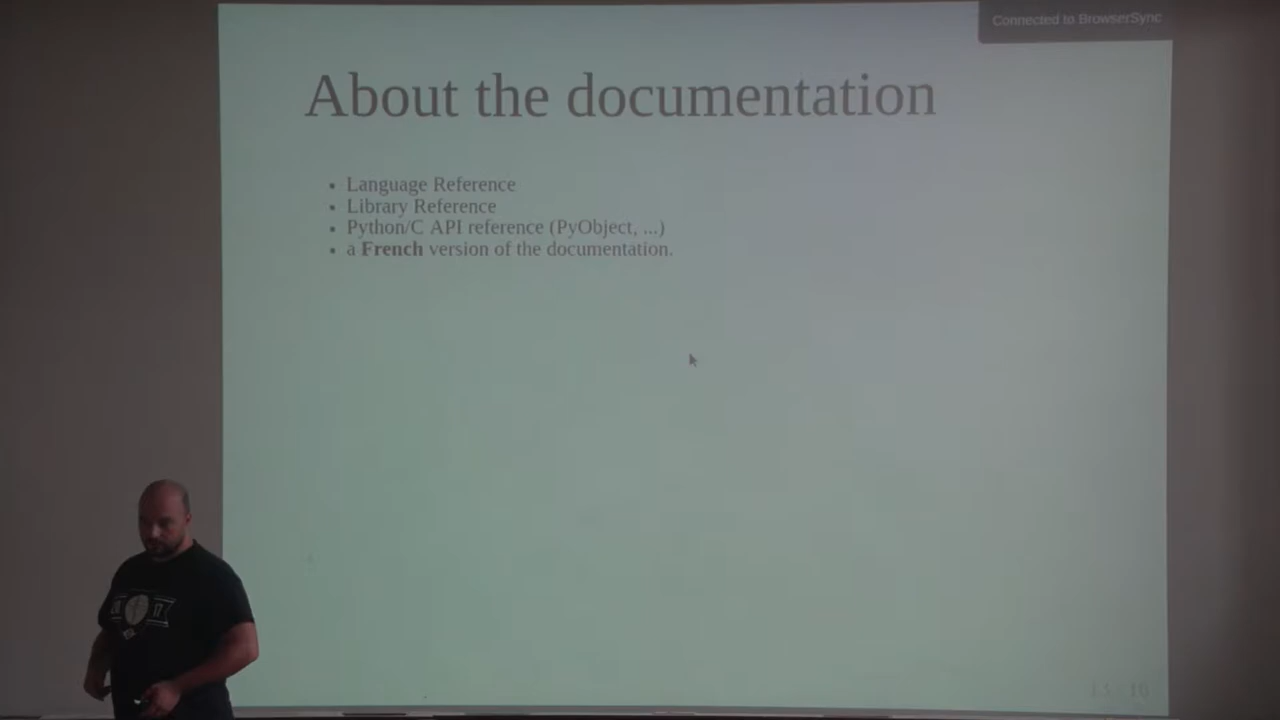 Connected to BrowserSync
About the documentation
• Language Reference
• Library Reference
• Python/C API reference (PyObject, ...)
• a French version of the documentation.
17